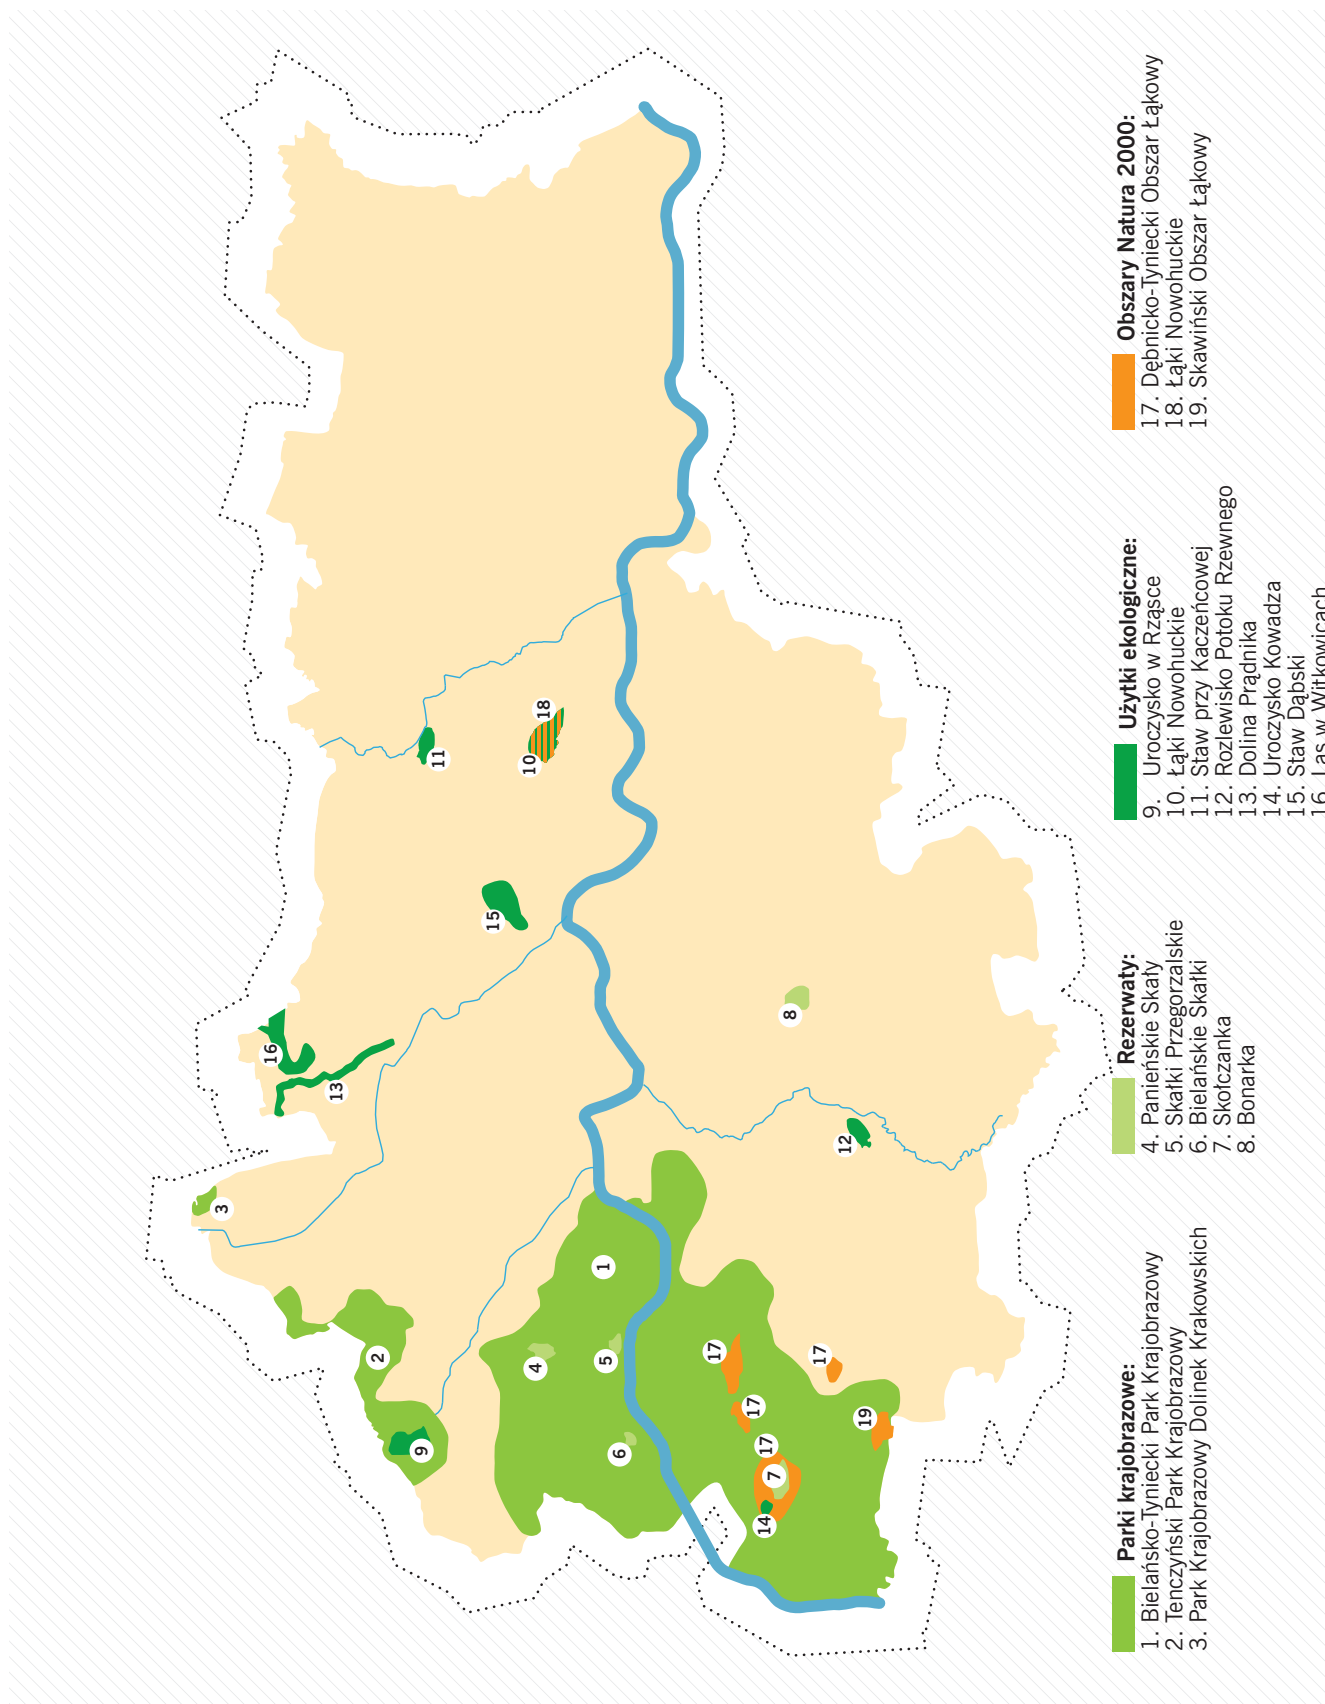 3
16
13
2
9
11
15
10
4
18
1
5
6
17
17
14
17
7
8
17
12
19
Parki krajobrazowe:
1. Bielańsko-Tyniecki Park Krajobrazowy
2. Tenczyński Park Krajobrazowy
3. Park Krajobrazowy Dolinek Krakowskich
Rezerwaty:
4. Panieńskie Skały
5. Skałki Przegorzalskie
6. Bielańskie Skałki
7. Skołczanka
8. Bonarka
Użytki ekologiczne:
9. Uroczysko w Rząsce
10. Łąki Nowohuckie
11. Staw przy Kaczeńcowej
12. Rozlewisko Potoku Rzewnego
13. Dolina Prądnika
14. Uroczysko Kowadza
15. Staw Dąbski
16. Las w Witkowicach
Obszary Natura 2000:
17. Dębnicko-Tyniecki Obszar Łąkowy
18. Łąki Nowohuckie
19. Skawiński Obszar Łąkowy